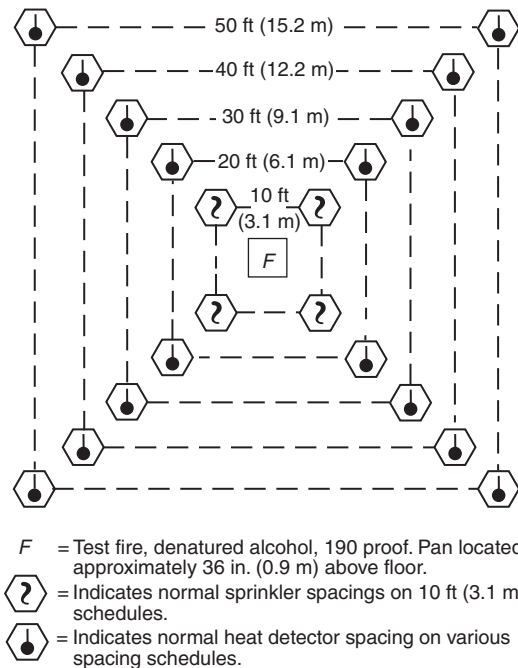 50 ft (15.2 m)
40 ft (12.2 m)
30 ft (9.1 m)
20 ft (6.1 m)
10 ft
(3.1 m)
F
F = Test fire, denatured alcohol, 190 proof. Pan located
approximately 36 in. (0.9 m) above floor.
= Indicates normal sprinkler spacings on 10 ft (3.1 m
schedules.
= Indicates normal heat detector spacing on various
spacing schedules.